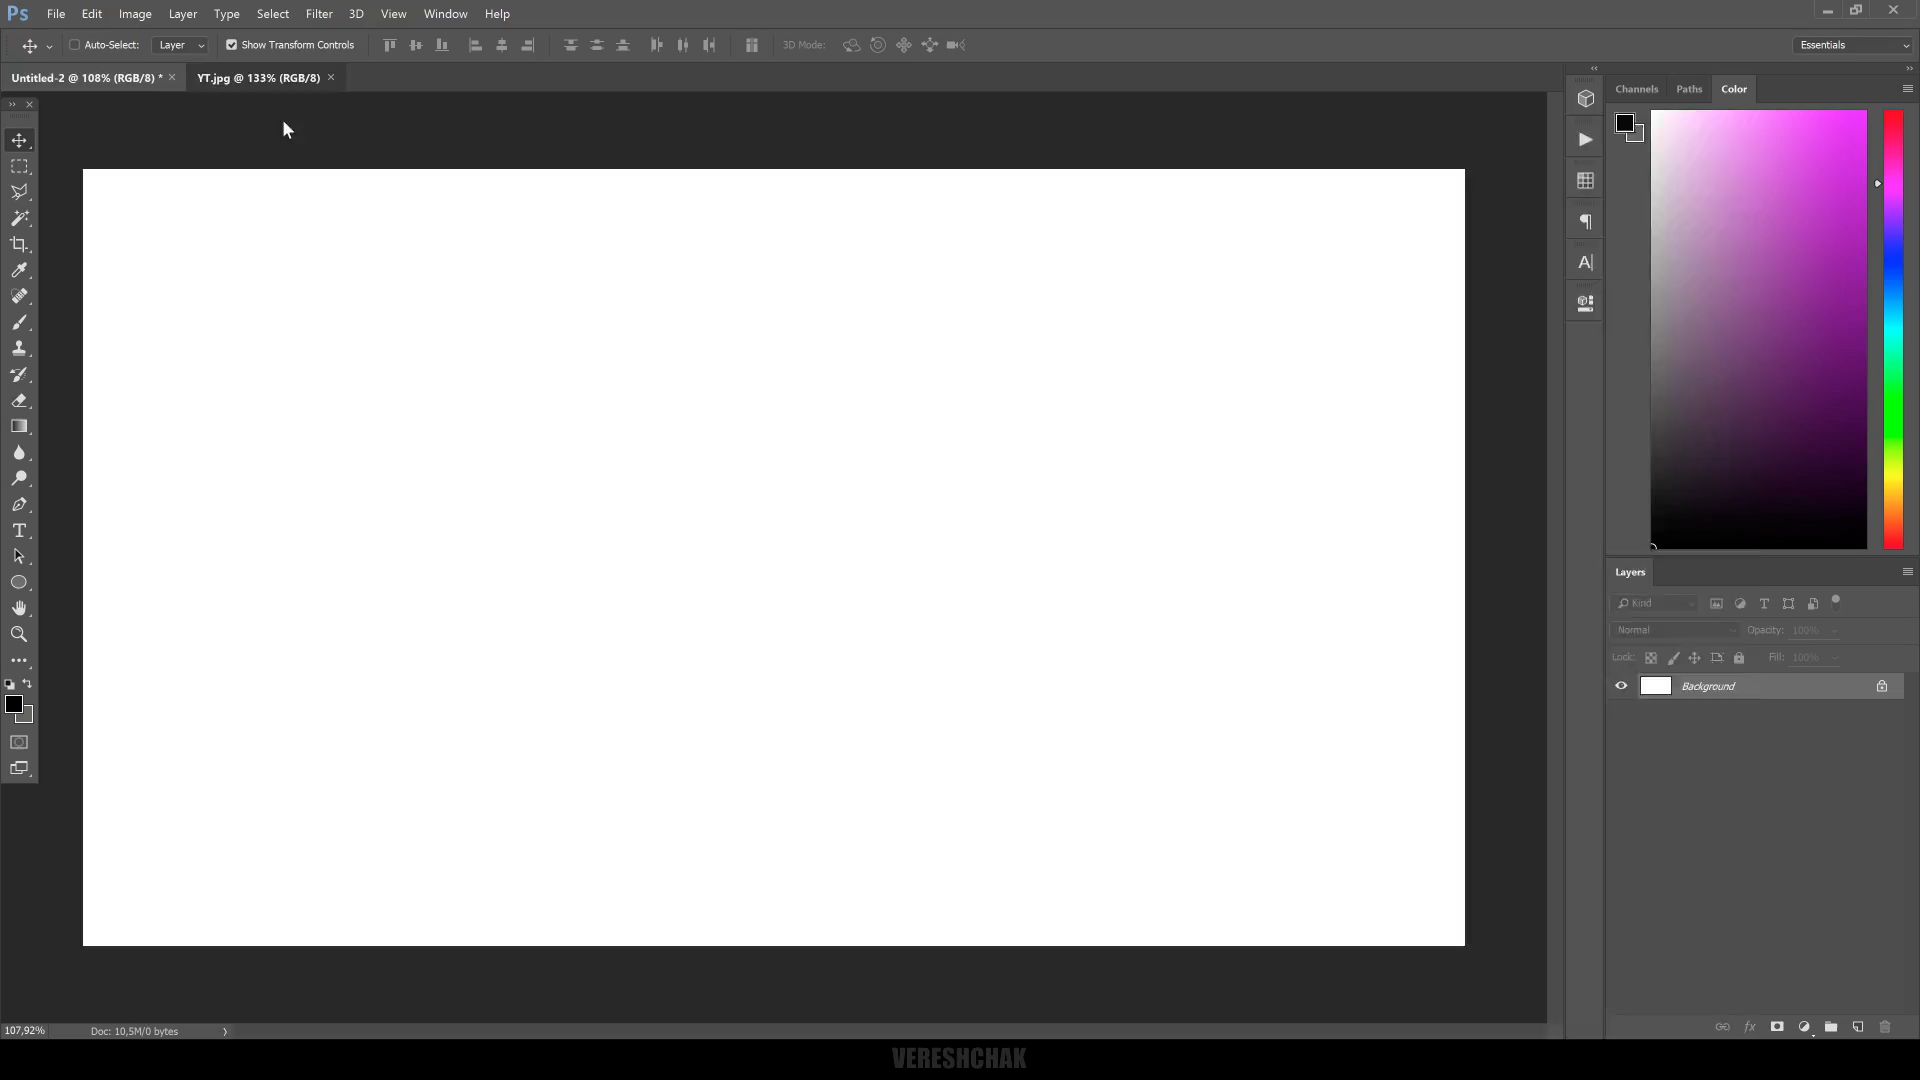 Ps File Edit Image Layer Type Select Filter 3D View Window Help
Auto-Select: Layer Show Transform Controls 3D Mode: Essentials
Untitled-2 @ 108% (RGB/8) * × YT.jpg @ 133% (RGB/8) ×
Channels Paths Color
Layers
Kind
Normal Opacity: 100%
Lock: Fill: 100%
Background
107,92% Doc: 10,5M/0 bytes
VERESHCHAK